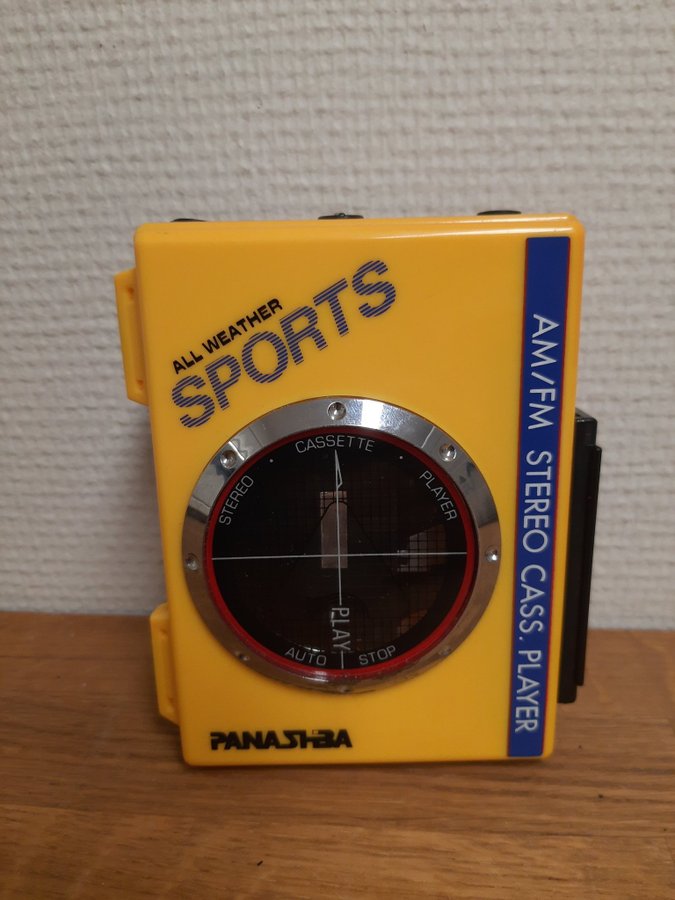 ALL WEATHER
SPORTS
AM/FM STEREO CASS. PLAYER
STEREO CASSETTE PLAYER
PLAY
AUTO STOP
PANASHBA